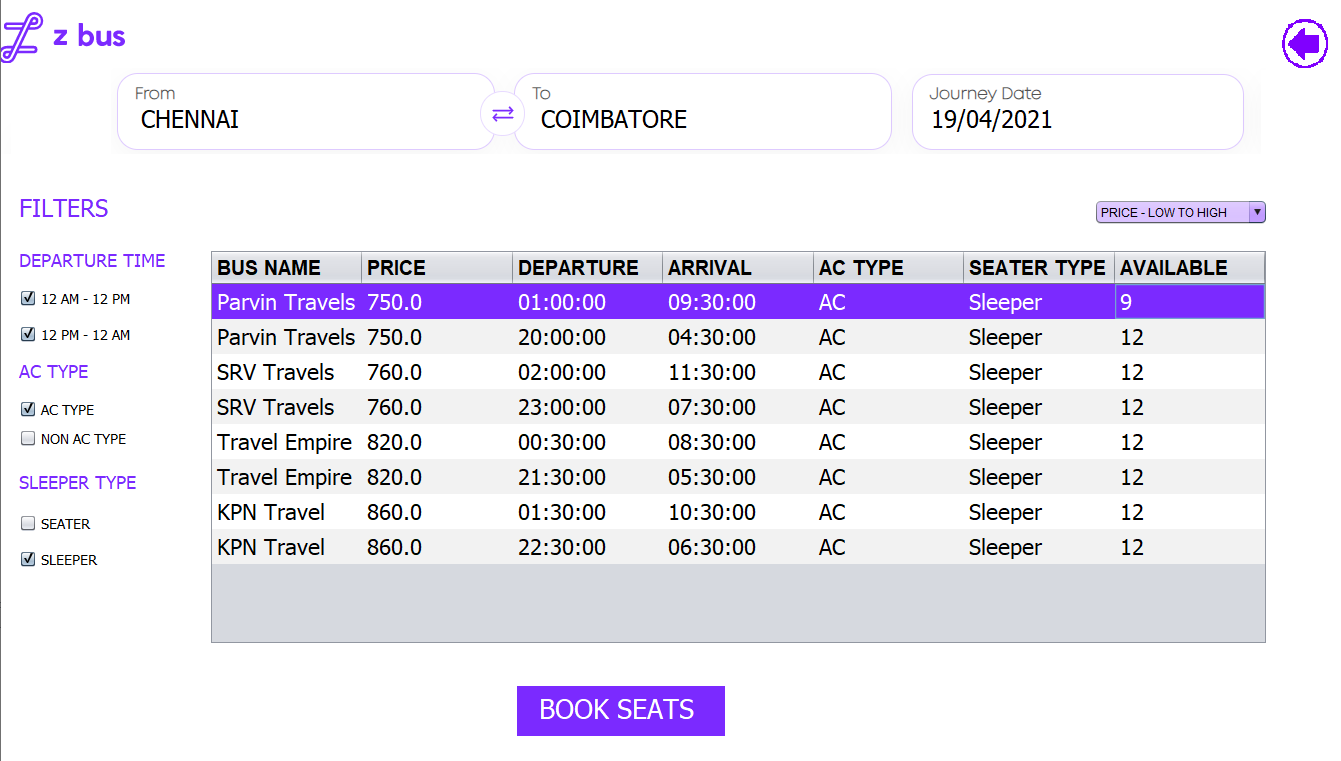 z bus
From To Journey Date
CHENNAI COIMBATORE 19/04/2021
FILTERS
PRICE - LOW TO HIGH
DEPARTURE TIME
12 AM - 12 PM
12 PM - 12 AM
AC TYPE
AC TYPE
NON AC TYPE
SLEEPER TYPE
SEATER
SLEEPER
BUS NAME PRICE DEPARTURE ARRIVAL AC TYPE SEATER TYPE AVAILABLE
Parvin Travels 750.0 01:00:00 09:30:00 AC Sleeper 9
Parvin Travels 750.0 20:00:00 04:30:00 AC Sleeper 12
SRV Travels 760.0 02:00:00 11:30:00 AC Sleeper 12
SRV Travels 760.0 23:00:00 07:30:00 AC Sleeper 12
Travel Empire 820.0 00:30:00 08:30:00 AC Sleeper 12
Travel Empire 820.0 21:30:00 05:30:00 AC Sleeper 12
KPN Travel 860.0 01:30:00 10:30:00 AC Sleeper 12
KPN Travel 860.0 22:30:00 06:30:00 AC Sleeper 12
BOOK SEATS